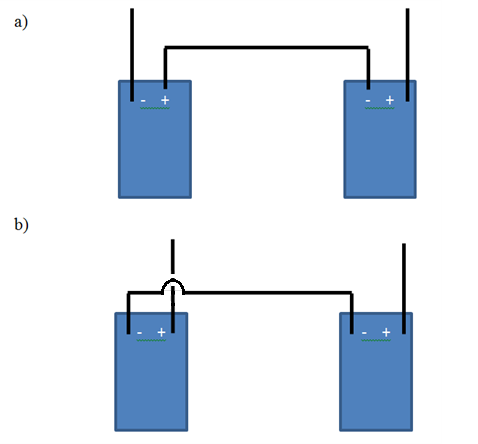 a)
- + - +
b)
- + - +